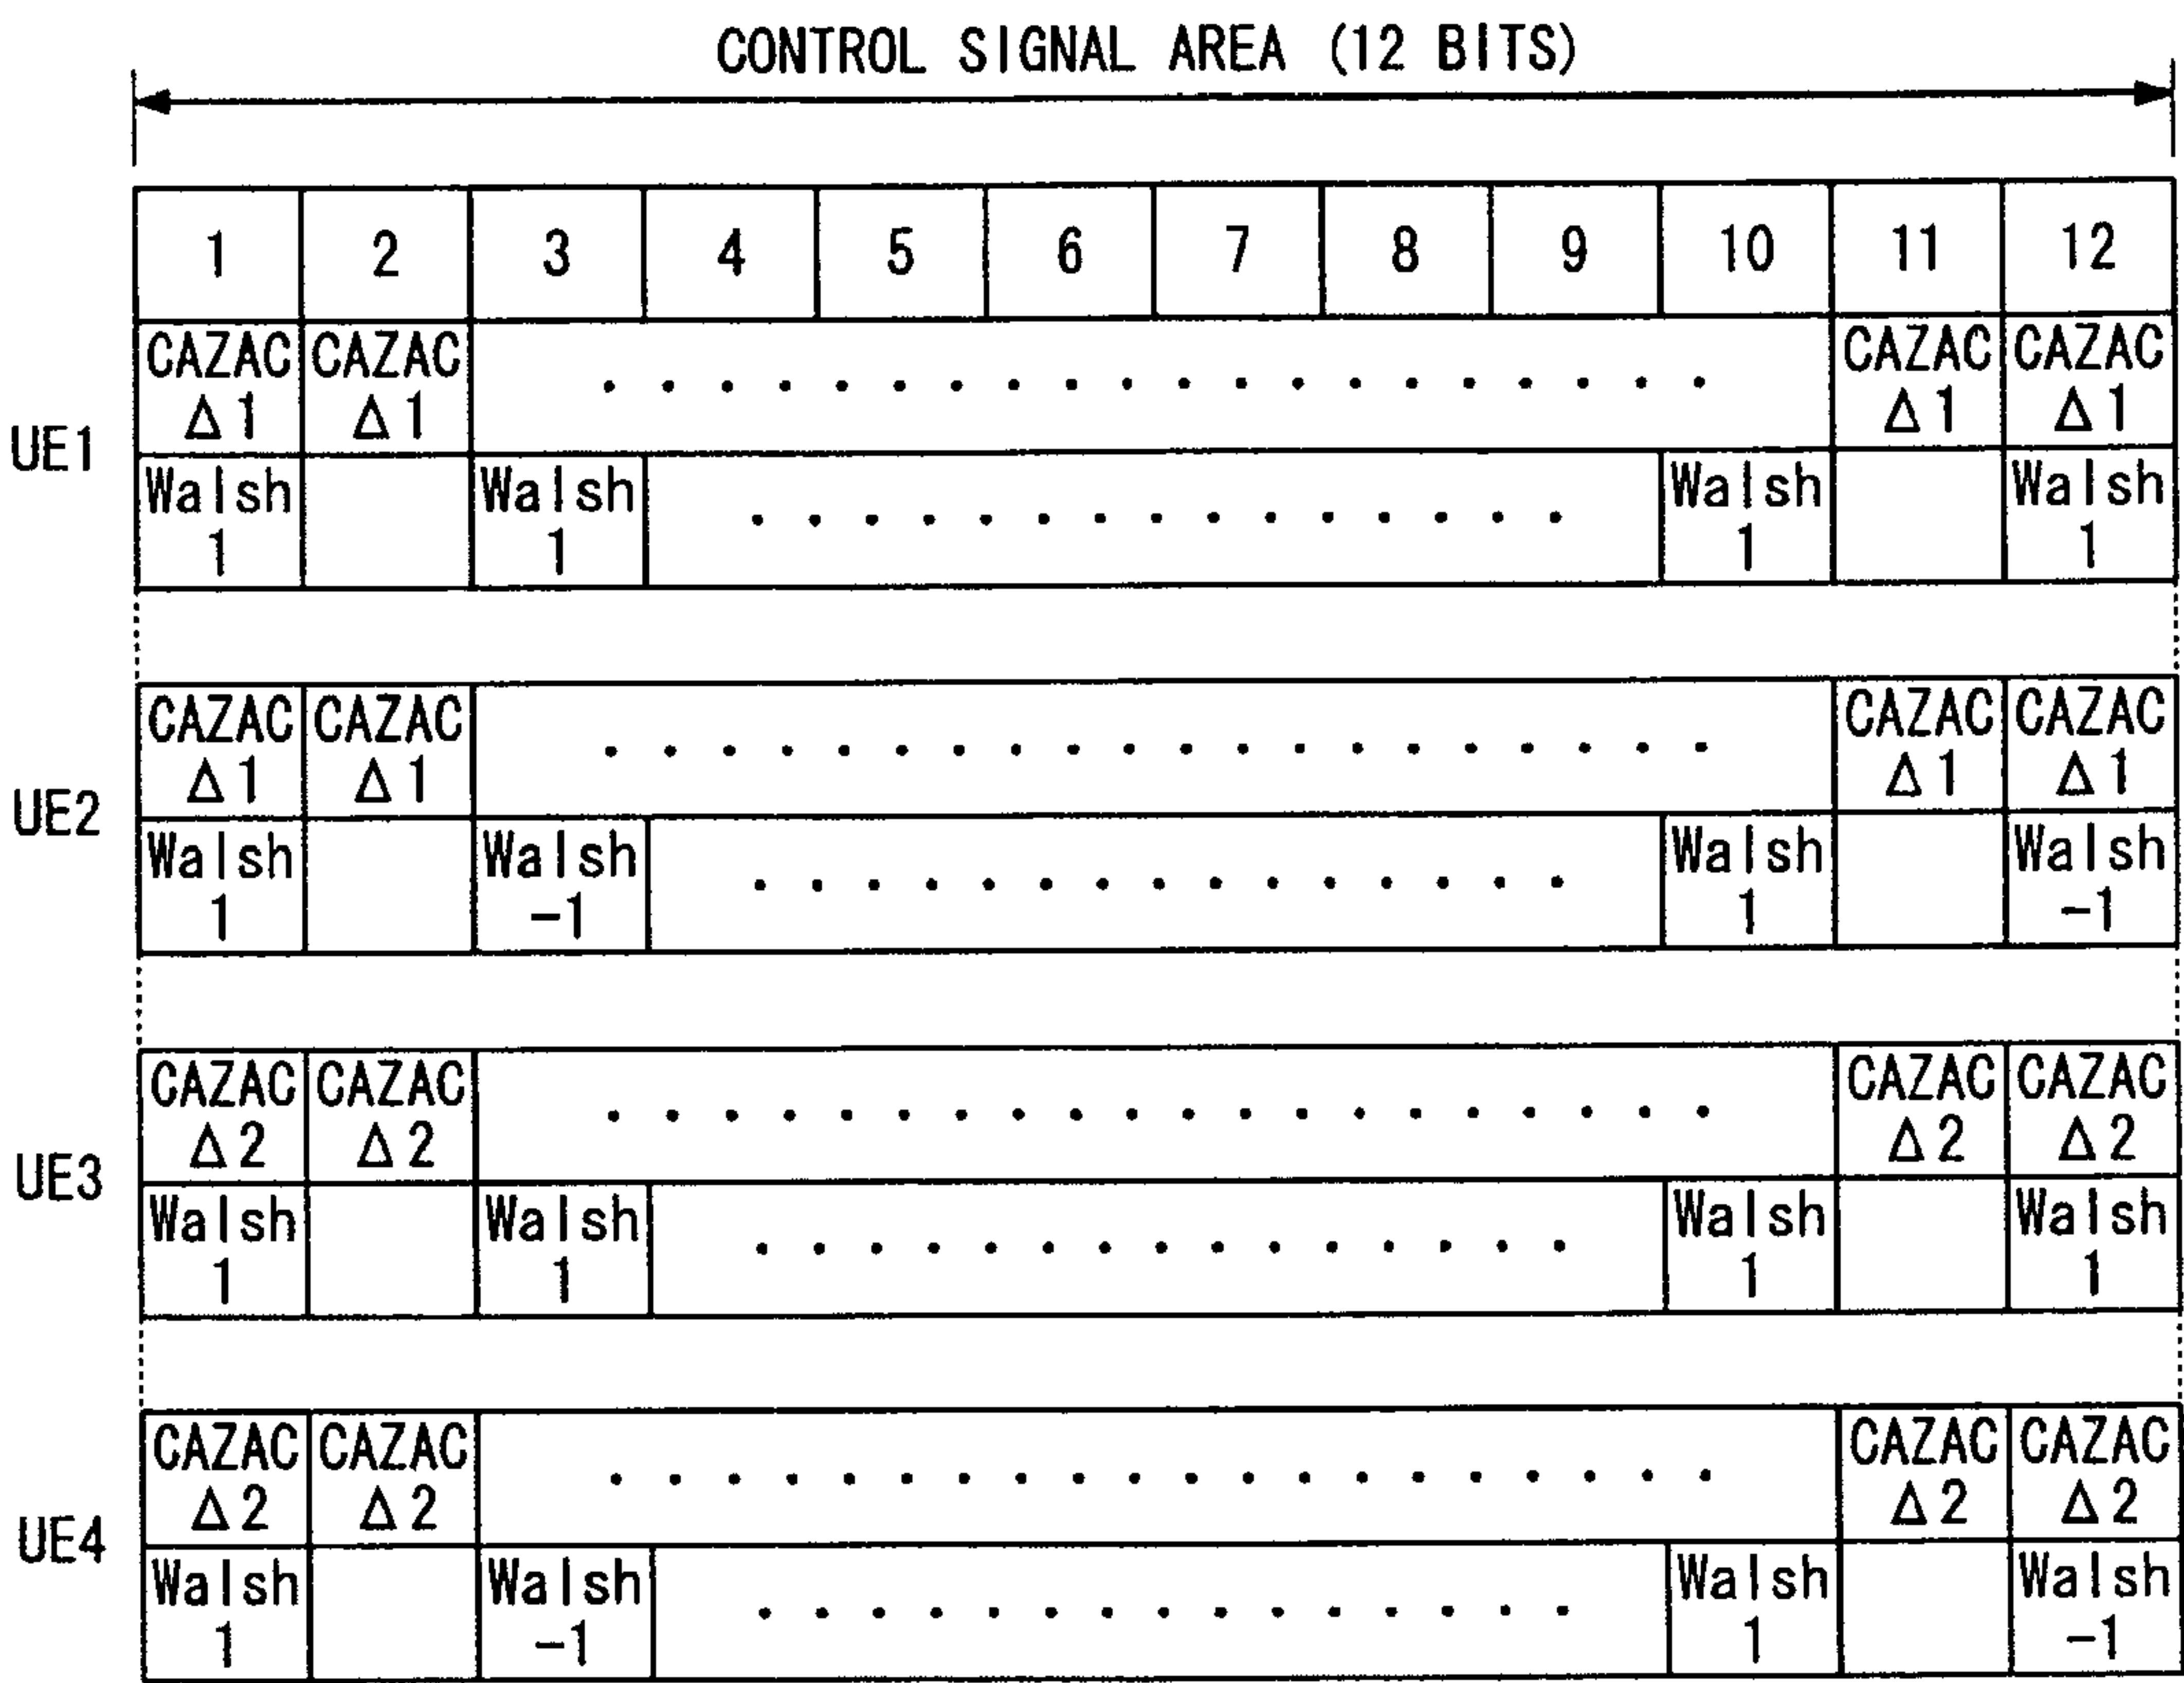 CONTROL SIGNAL AREA (12 BITS)
1 2 3 4 5 6 7 8 9 10 11 12
CAZAC CAZAC CAZAC CAZAC
Δ1 Δ1 Δ1 Δ1
UE1
Walsh Walsh Walsh Walsh
1 1 1 1
CAZAC CAZAC CAZAC CAZAC
Δ1 Δ1 Δ1 Δ1
UE2
Walsh Walsh Walsh Walsh
1 -1 1 -1
CAZAC CAZAC CAZAC CAZAC
Δ2 Δ2 Δ2 Δ2
UE3
Walsh Walsh Walsh Walsh
1 1 1 1
CAZAC CAZAC CAZAC CAZAC
Δ2 Δ2 Δ2 Δ2
UE4
Walsh Walsh Walsh Walsh
1 -1 1 -1